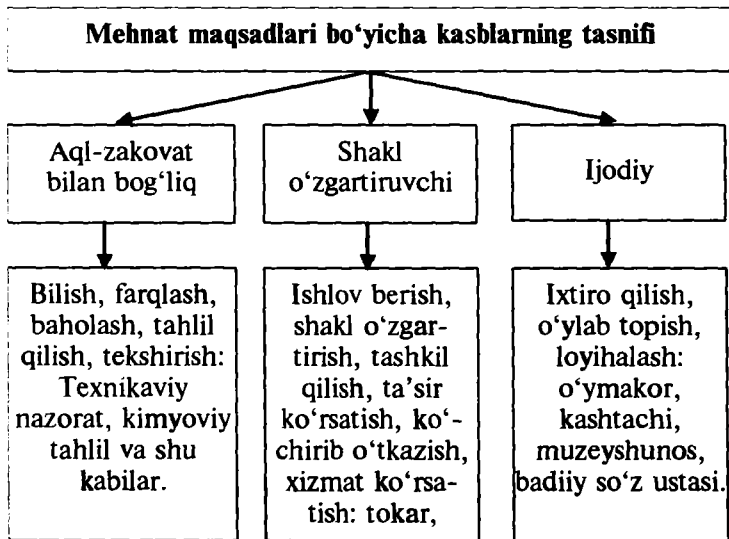 Mehnat maqsadlari bo‘yicha kasblarning tasnifi
Aql-zakovat
bilan bog‘liq
Shakl
o‘zgartiruvchi
Ijodiy
Bilish, farqlash,
baholash, tahlil
qilish, tekshirish:
Texnikaviy
nazorat, kimyoviy
tahlil va shu
kabilar.
Ishlov berish,
shakl o‘zgar-
tirish, tashkil
qilish, ta’sir
ko‘rsatish, ko‘-
chirib o‘tkazish,
xizmat ko‘rsa-
tish: tokar,
Ixtiro qilish,
o‘ylab topish,
loyihalash:
o‘ymakor,
kashtachi,
muzeyshunos,
badiiy so‘z ustasi.